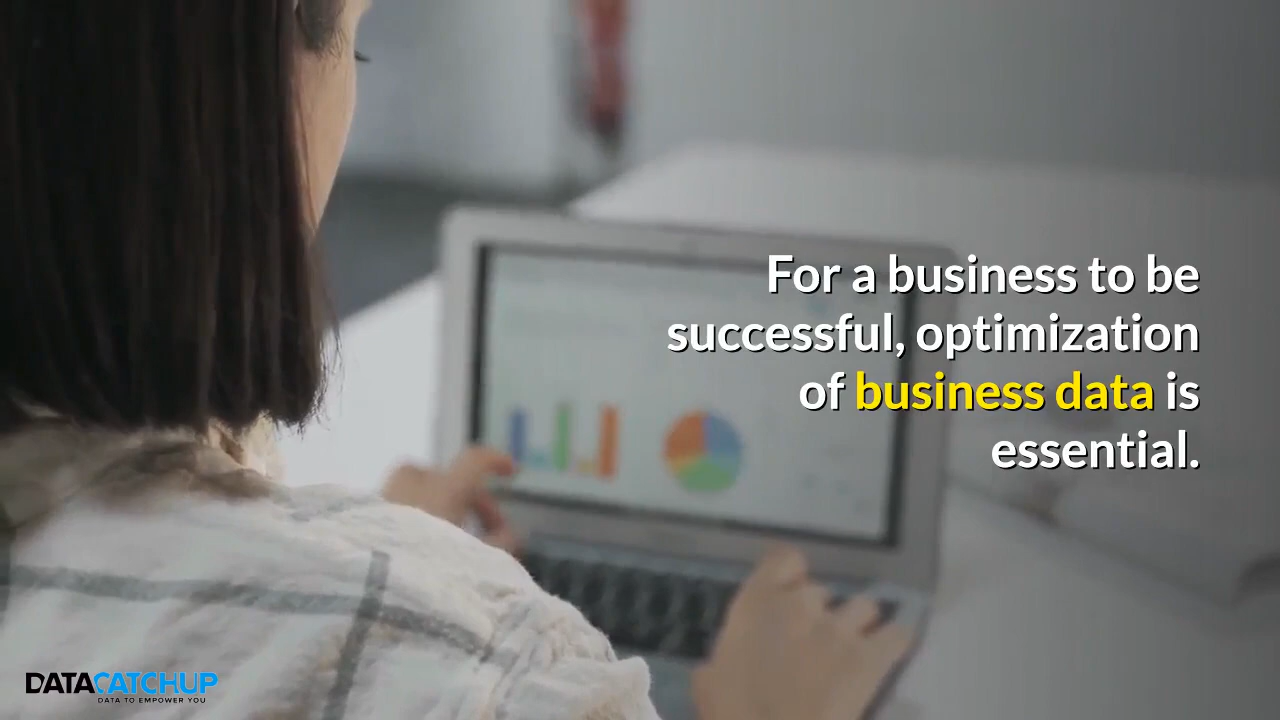 For a business to be
successful, optimization
of business data is
essential.
DATACATCHUP
DATA TO EMPOWER YOU